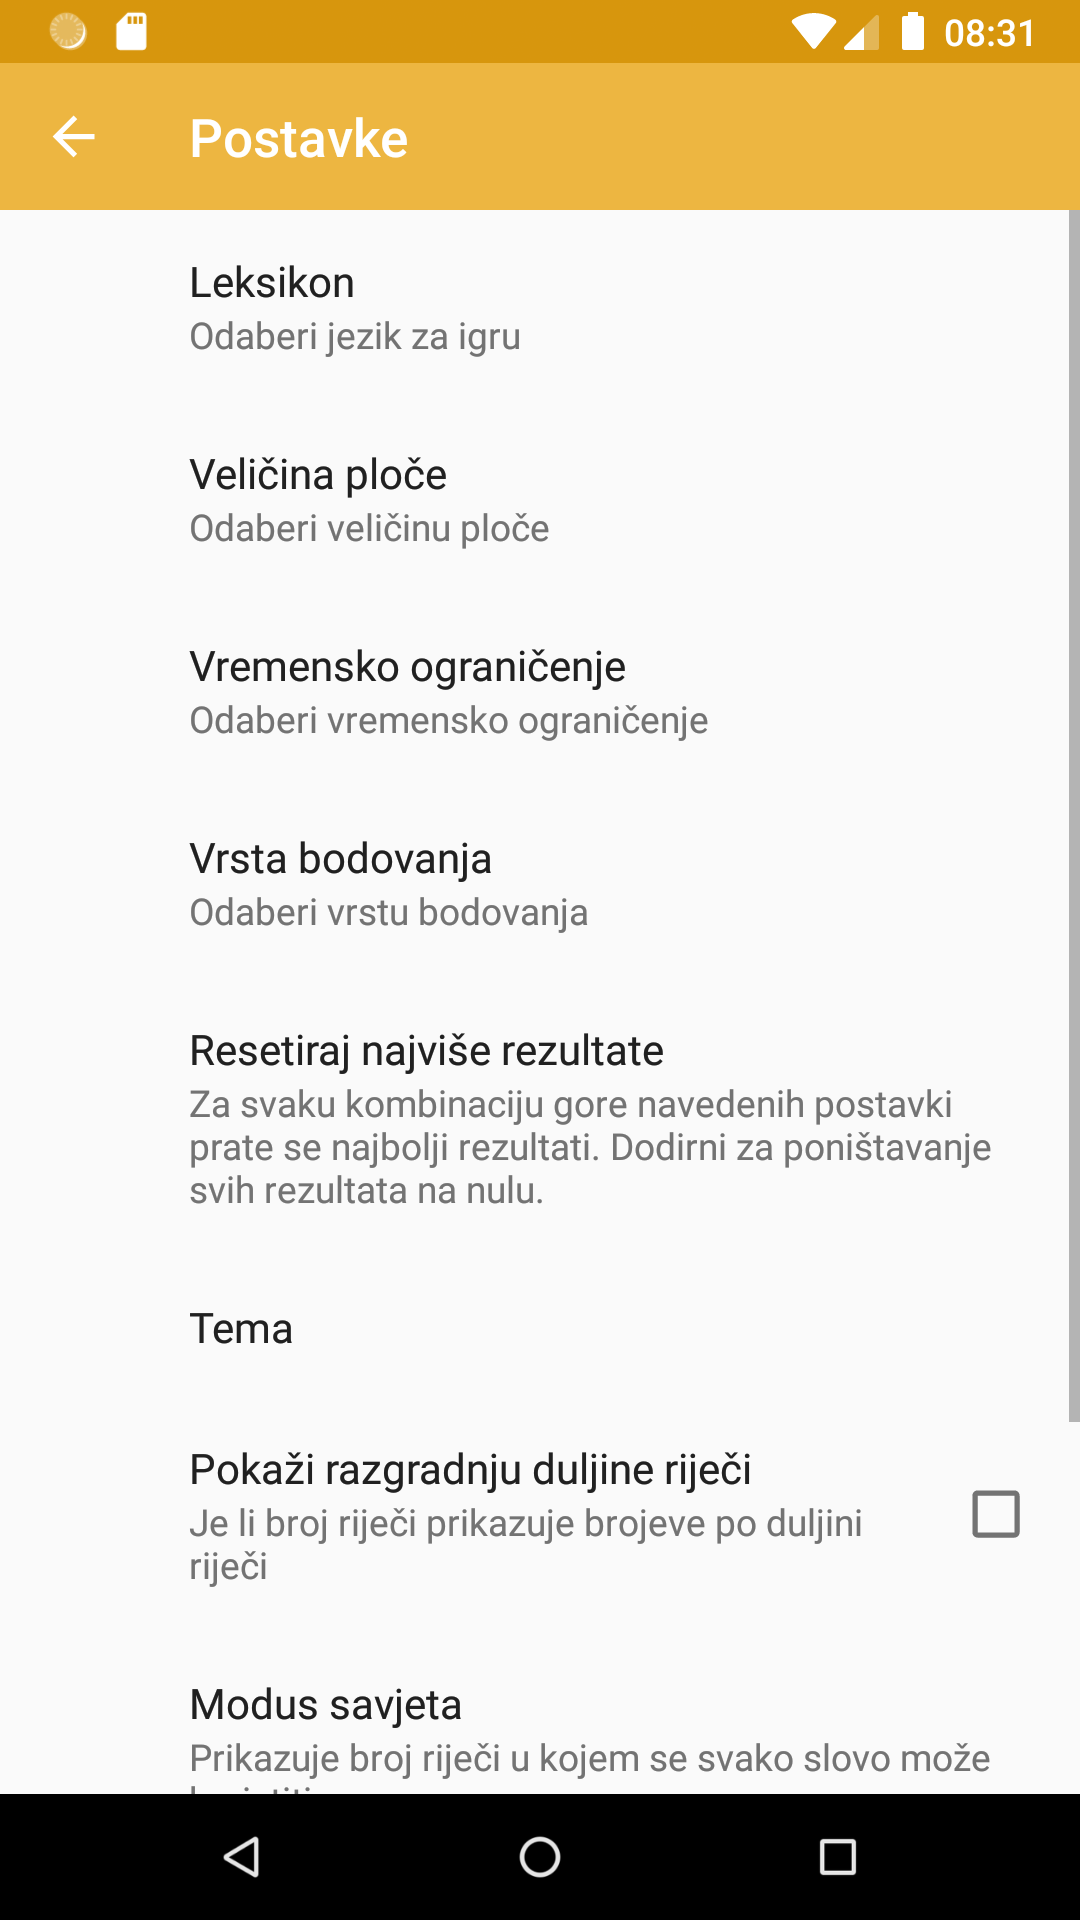 08:31
Postavke
Leksikon
Odaberi jezik za igru
Veličina ploče
Odaberi veličinu ploče
Vremensko ograničenje
Odaberi vremensko ograničenje
Vrsta bodovanja
Odaberi vrstu bodovanja
Resetiraj najviše rezultate
Za svaku kombinaciju gore navedenih postavki
prate se najbolji rezultati. Dodirni za poništavanje
svih rezultata na nulu.
Tema
Pokaži razgradnju duljine riječi
Je li broj riječi prikazuje brojeve po duljini
riječi
Modus savjeta
Prikazuje broj riječi u kojem se svako slovo može